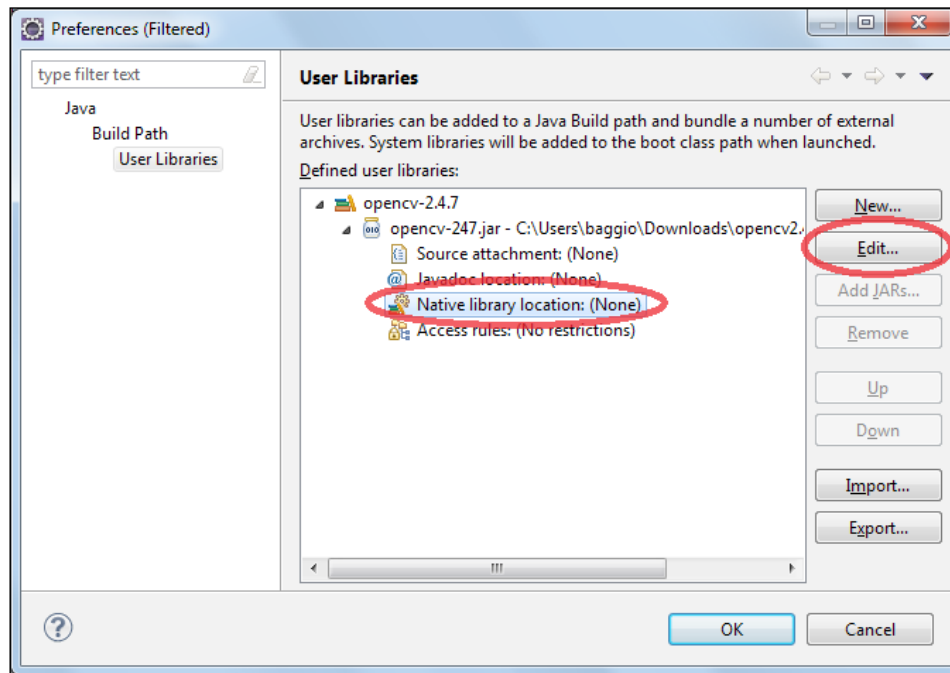 Preferences (Filtered)
type filter text
Java
Build Path
User Libraries
User Libraries
User libraries can be added to a Java Build path and bundle a number of external
archives. System libraries will be added to the boot class path when launched.
Defined user libraries:
opencv-2.4.7
opencv-247.jar - C:\Users\baggio\Downloads\opencv2.
Source attachment: (None)
Javadoc location: (None)
Native library location: (None)
Access rules: (No restrictions)
New...
Edit...
Add JARs...
Remove
Up
Down
Import...
Export...
OK
Cancel